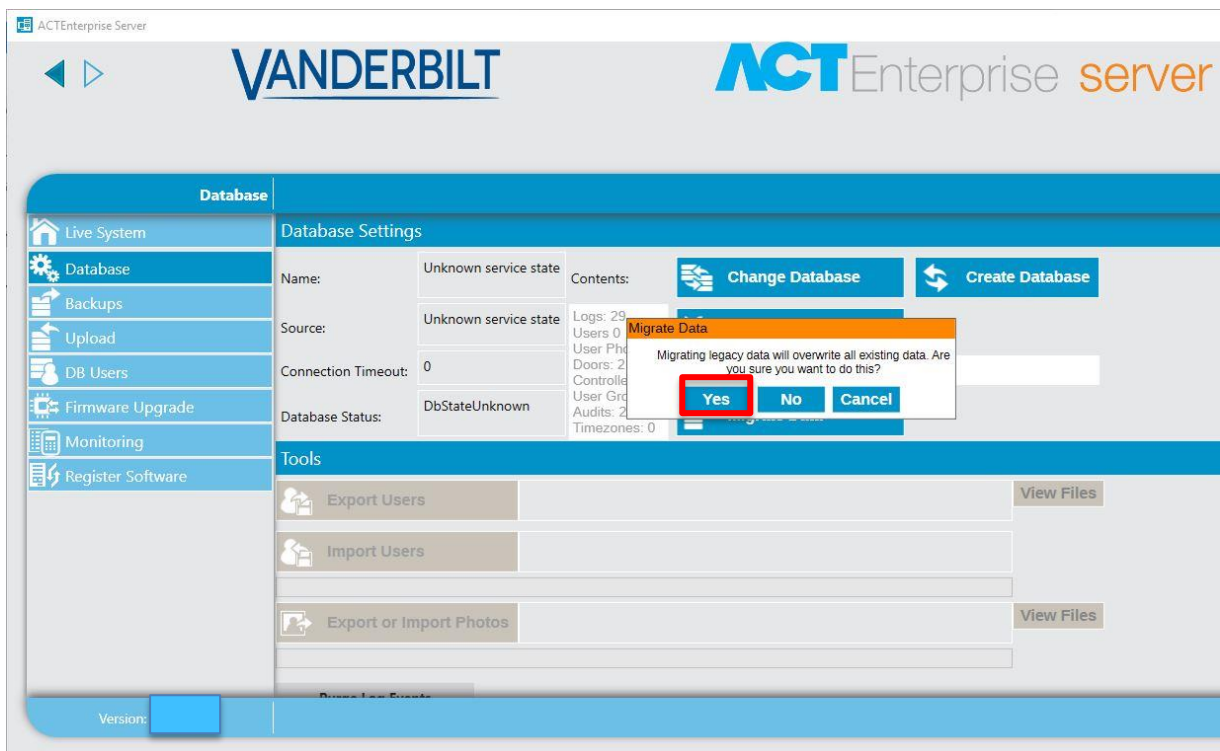 ACTEnterprise Server
VANDERBILT
ACTEnterprise server
Database
Live System
Database
Backups
Upload
DB Users
Firmware Upgrade
Monitoring
Register Software
Database Settings
Name:
Unknown service state
Contents:
Change Database
Create Database
Source:
Unknown service state
Connection Timeout:
0
Database Status:
DbStateUnknown
Logs: 29
Users 0
User
Doors: 2
User
Audits: 2
Timezones: 0
Migrate Data
Migrating legacy data will overwrite all existing data. Are
you sure you want to do this?
Yes
No
Cancel
Tools
Export Users
View Files
Import Users
Export or Import Photos
View Files
Version: